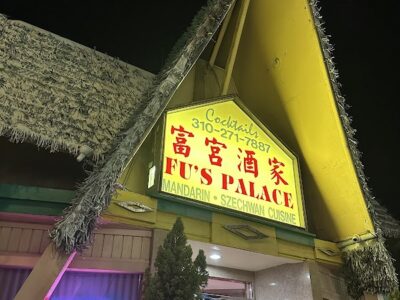 Cocktails
310-271-7887
富宮酒家
FU'S PALACE
MANDARIN · SZECHWAN CUISINE